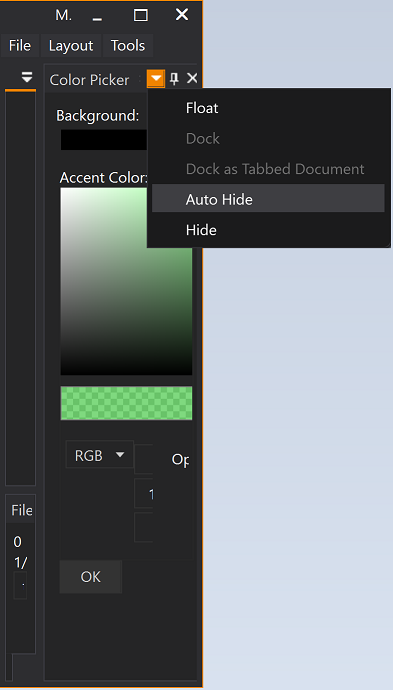 M.
File Layout Tools
Color Picker
Background:
Float
Dock
Dock as Tabbed Document
Accent Color:
Auto Hide
Hide
RGB
Op
1
File
0
1/
OK